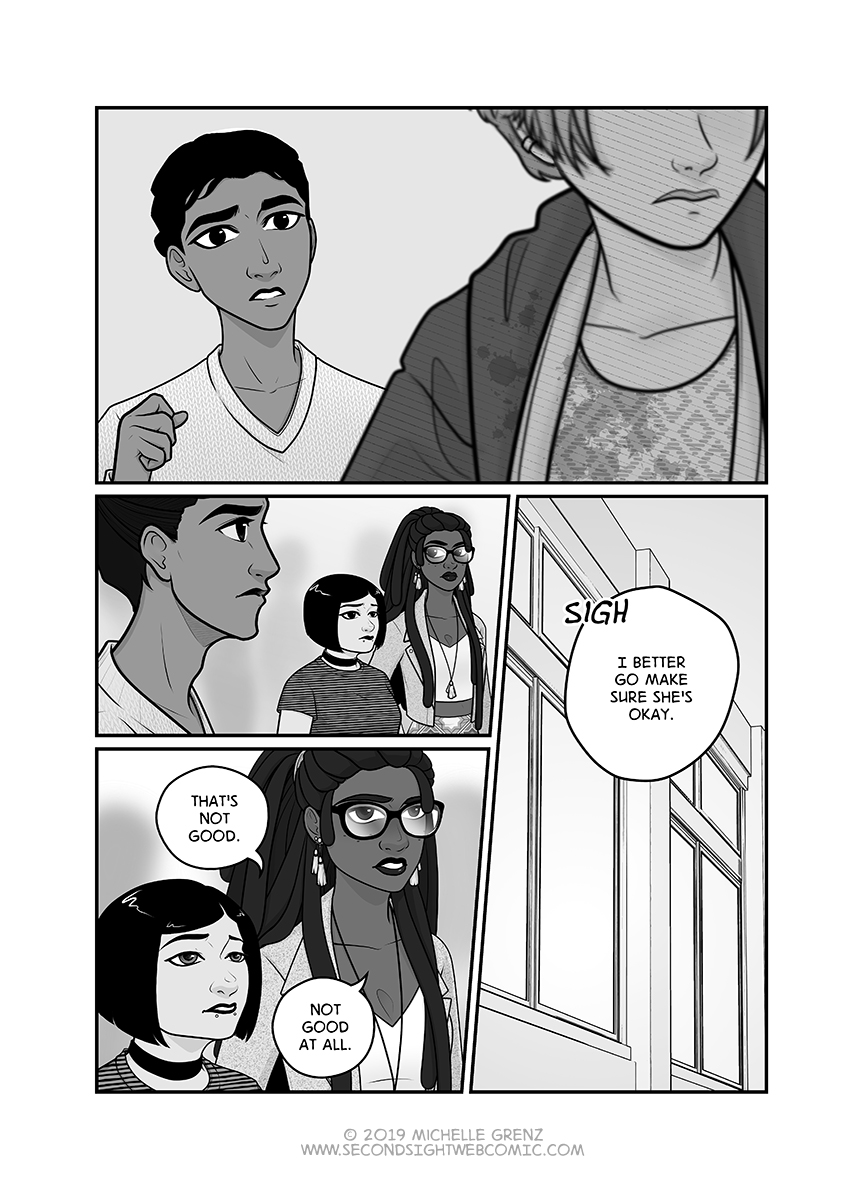 SIGH
I BETTER
GO MAKE
SURE SHE'S
OKAY.
THAT'S
NOT
GOOD.
NOT
GOOD
AT ALL.
© 2019 MICHELLE GRENZ
WWW.SECONDSIGHTWEBCOMIC.COM